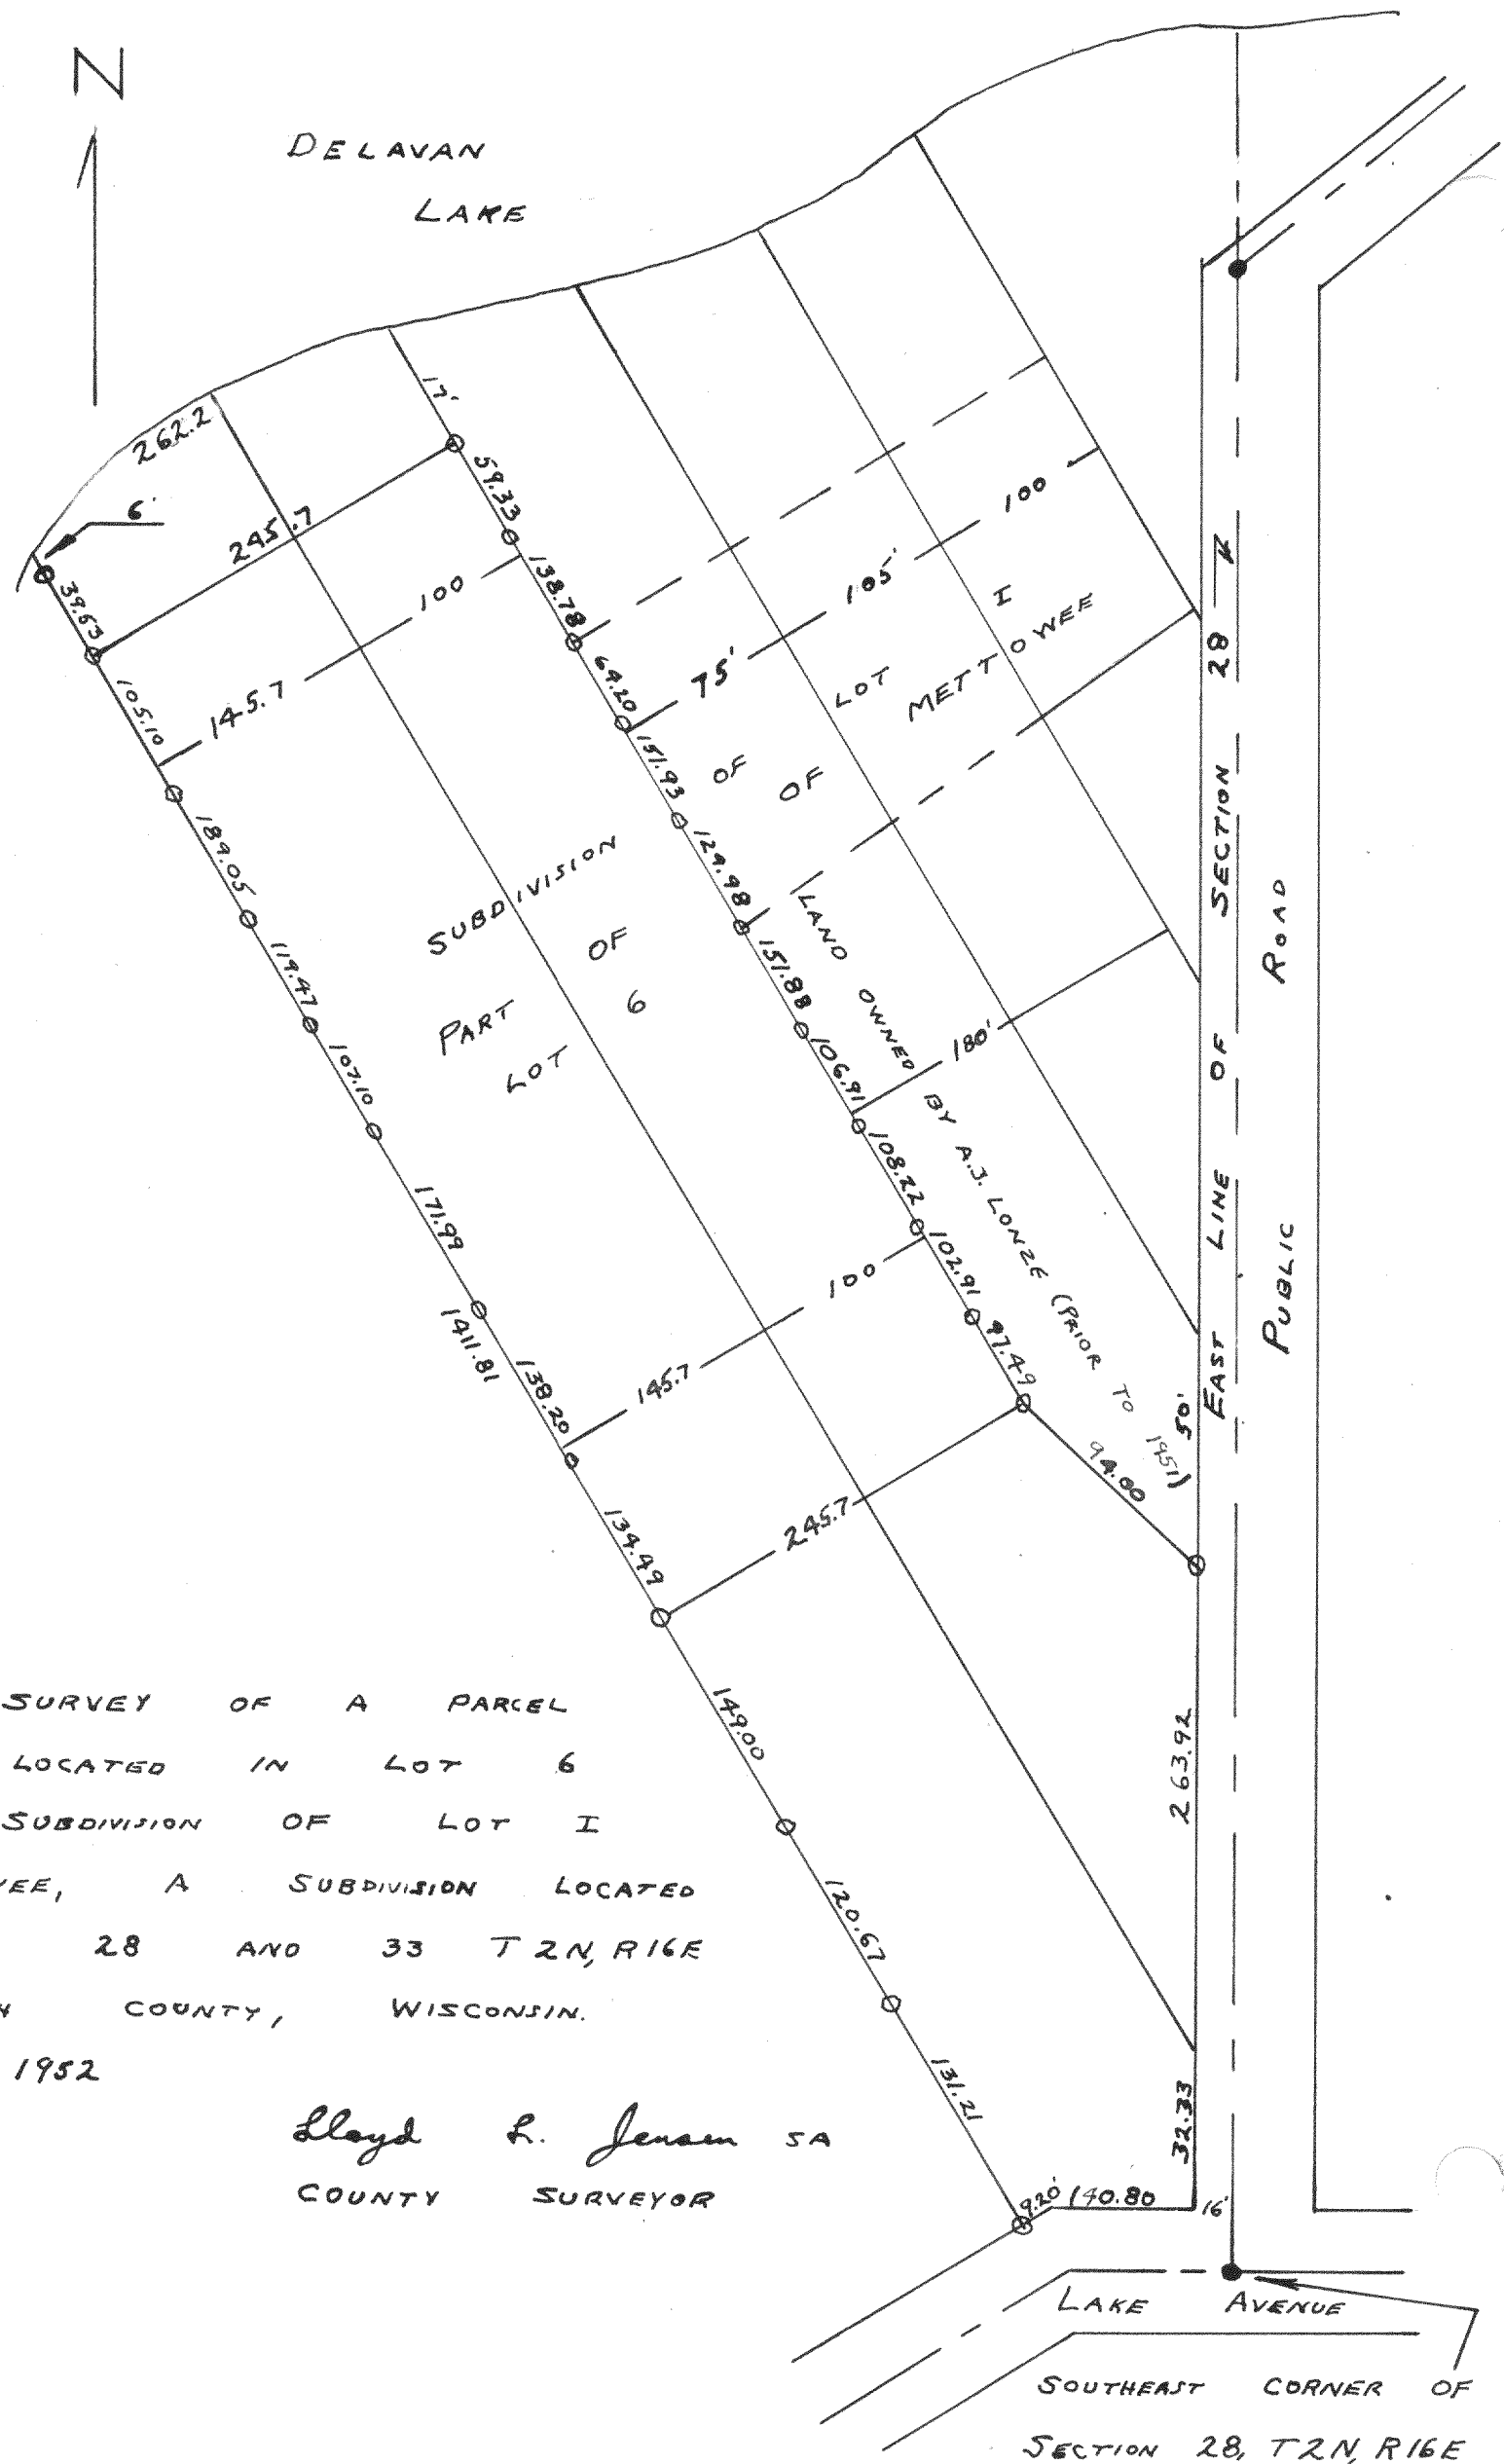 N
DELAVAN
LAKE
262.2
6'
17'
245.7
39.63
59.33
138.78
100
145.7
105.10
69.20
75'
105'
100
I
LOT
METTOWEE
OF OF
151.93
129.98
189.05
SUBDIVISION
OF
PART
6
LOT
119.47
107.10
151.88
106.91
180'
LAND OWNED BY A.J. LONZE (PRIOR TO 1951)
108.22
102.91
97.49
171.99
1411.81
138.20
145.7
100
134.49
245.7
94.00
50'
EAST LINE OF SECTION 28
PUBLIC ROAD
263.92
149.00
120.67
131.21
32.33
9.20'
140.80
16'
SURVEY OF A PARCEL
LOCATED IN LOT 6
SUBDIVISION OF LOT I
VEE, A SUBDIVISION LOCATED
28 AND 33 T2N, R16E
COUNTY, WISCONSIN.
1952
Lloyd L. Jensen SA
COUNTY SURVEYOR
LAKE AVENUE
SOUTHEAST CORNER OF
SECTION 28, T2N, R16E